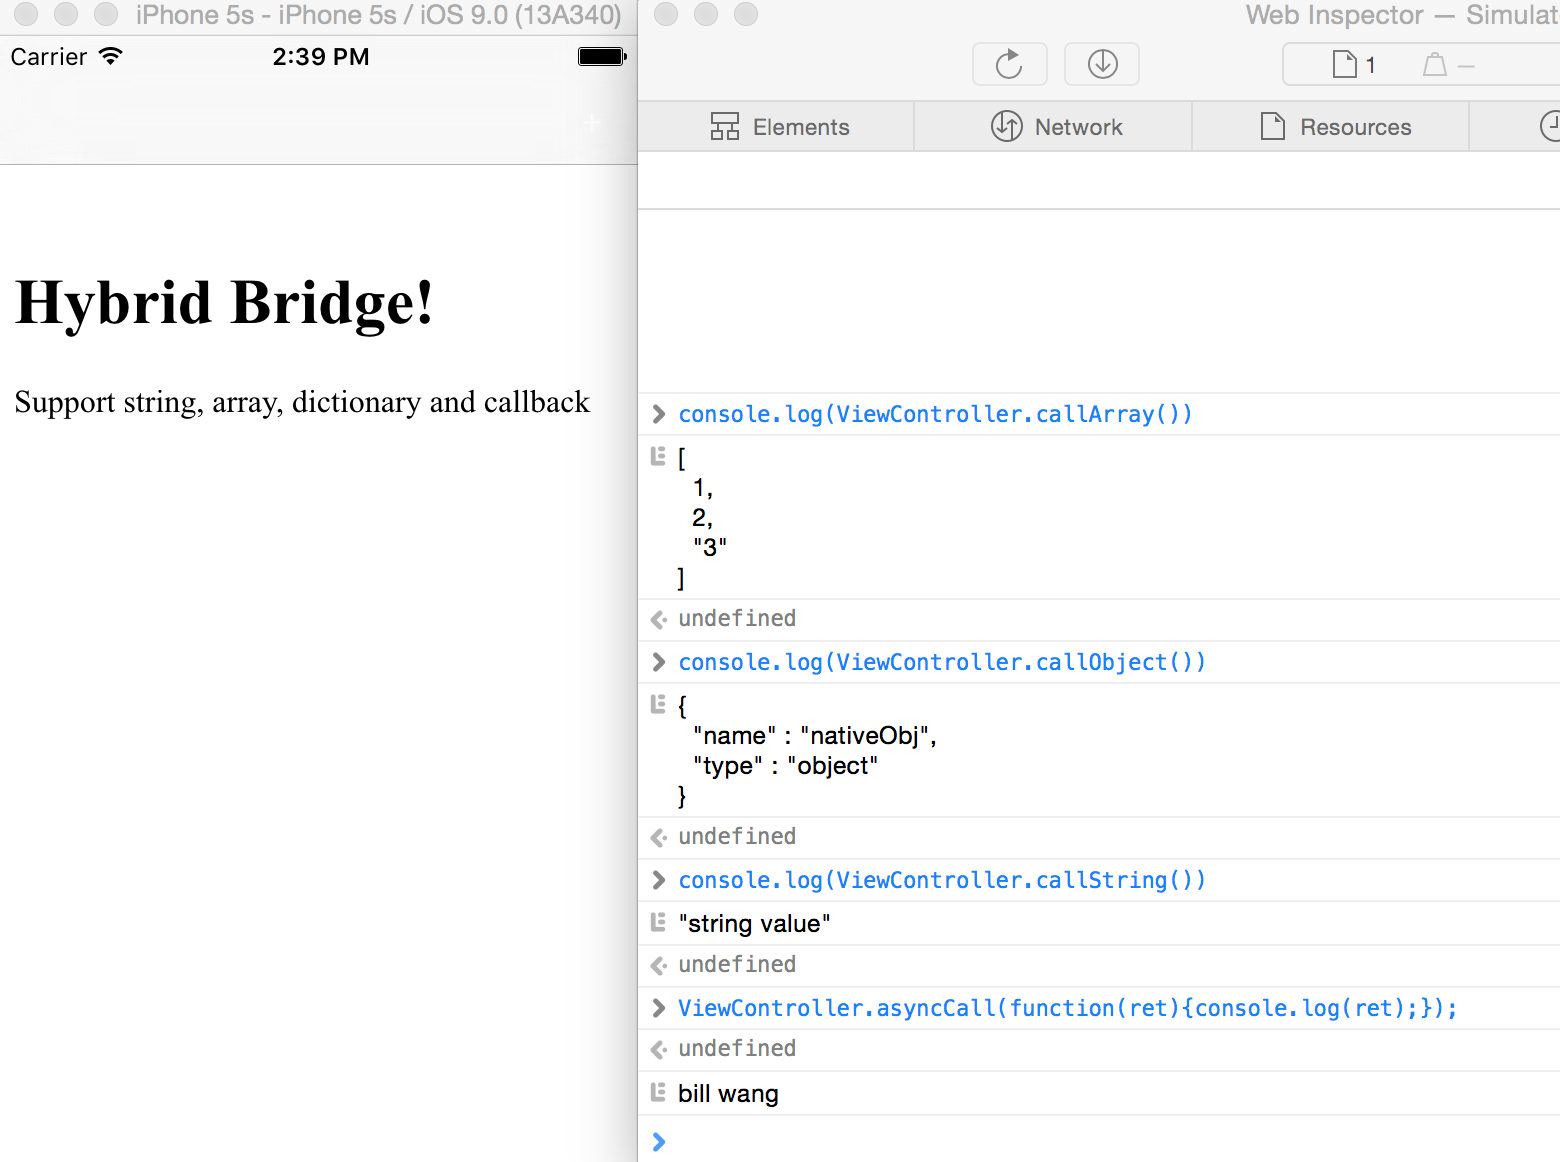 iPhone 5s - iPhone 5s / iOS 9.0 (13A340)
Carrier 2:39 PM
Hybrid Bridge!
Support string, array, dictionary and callback
Web Inspector — Simulat
1 —
Elements Network Resources
console.log(ViewController.callArray())
[
1,
2,
"3"
]
undefined
console.log(ViewController.callObject())
{
"name" : "nativeObj",
"type" : "object"
}
undefined
console.log(ViewController.callString())
"string value"
undefined
ViewController.asyncCall(function(ret){console.log(ret);});
undefined
bill wang